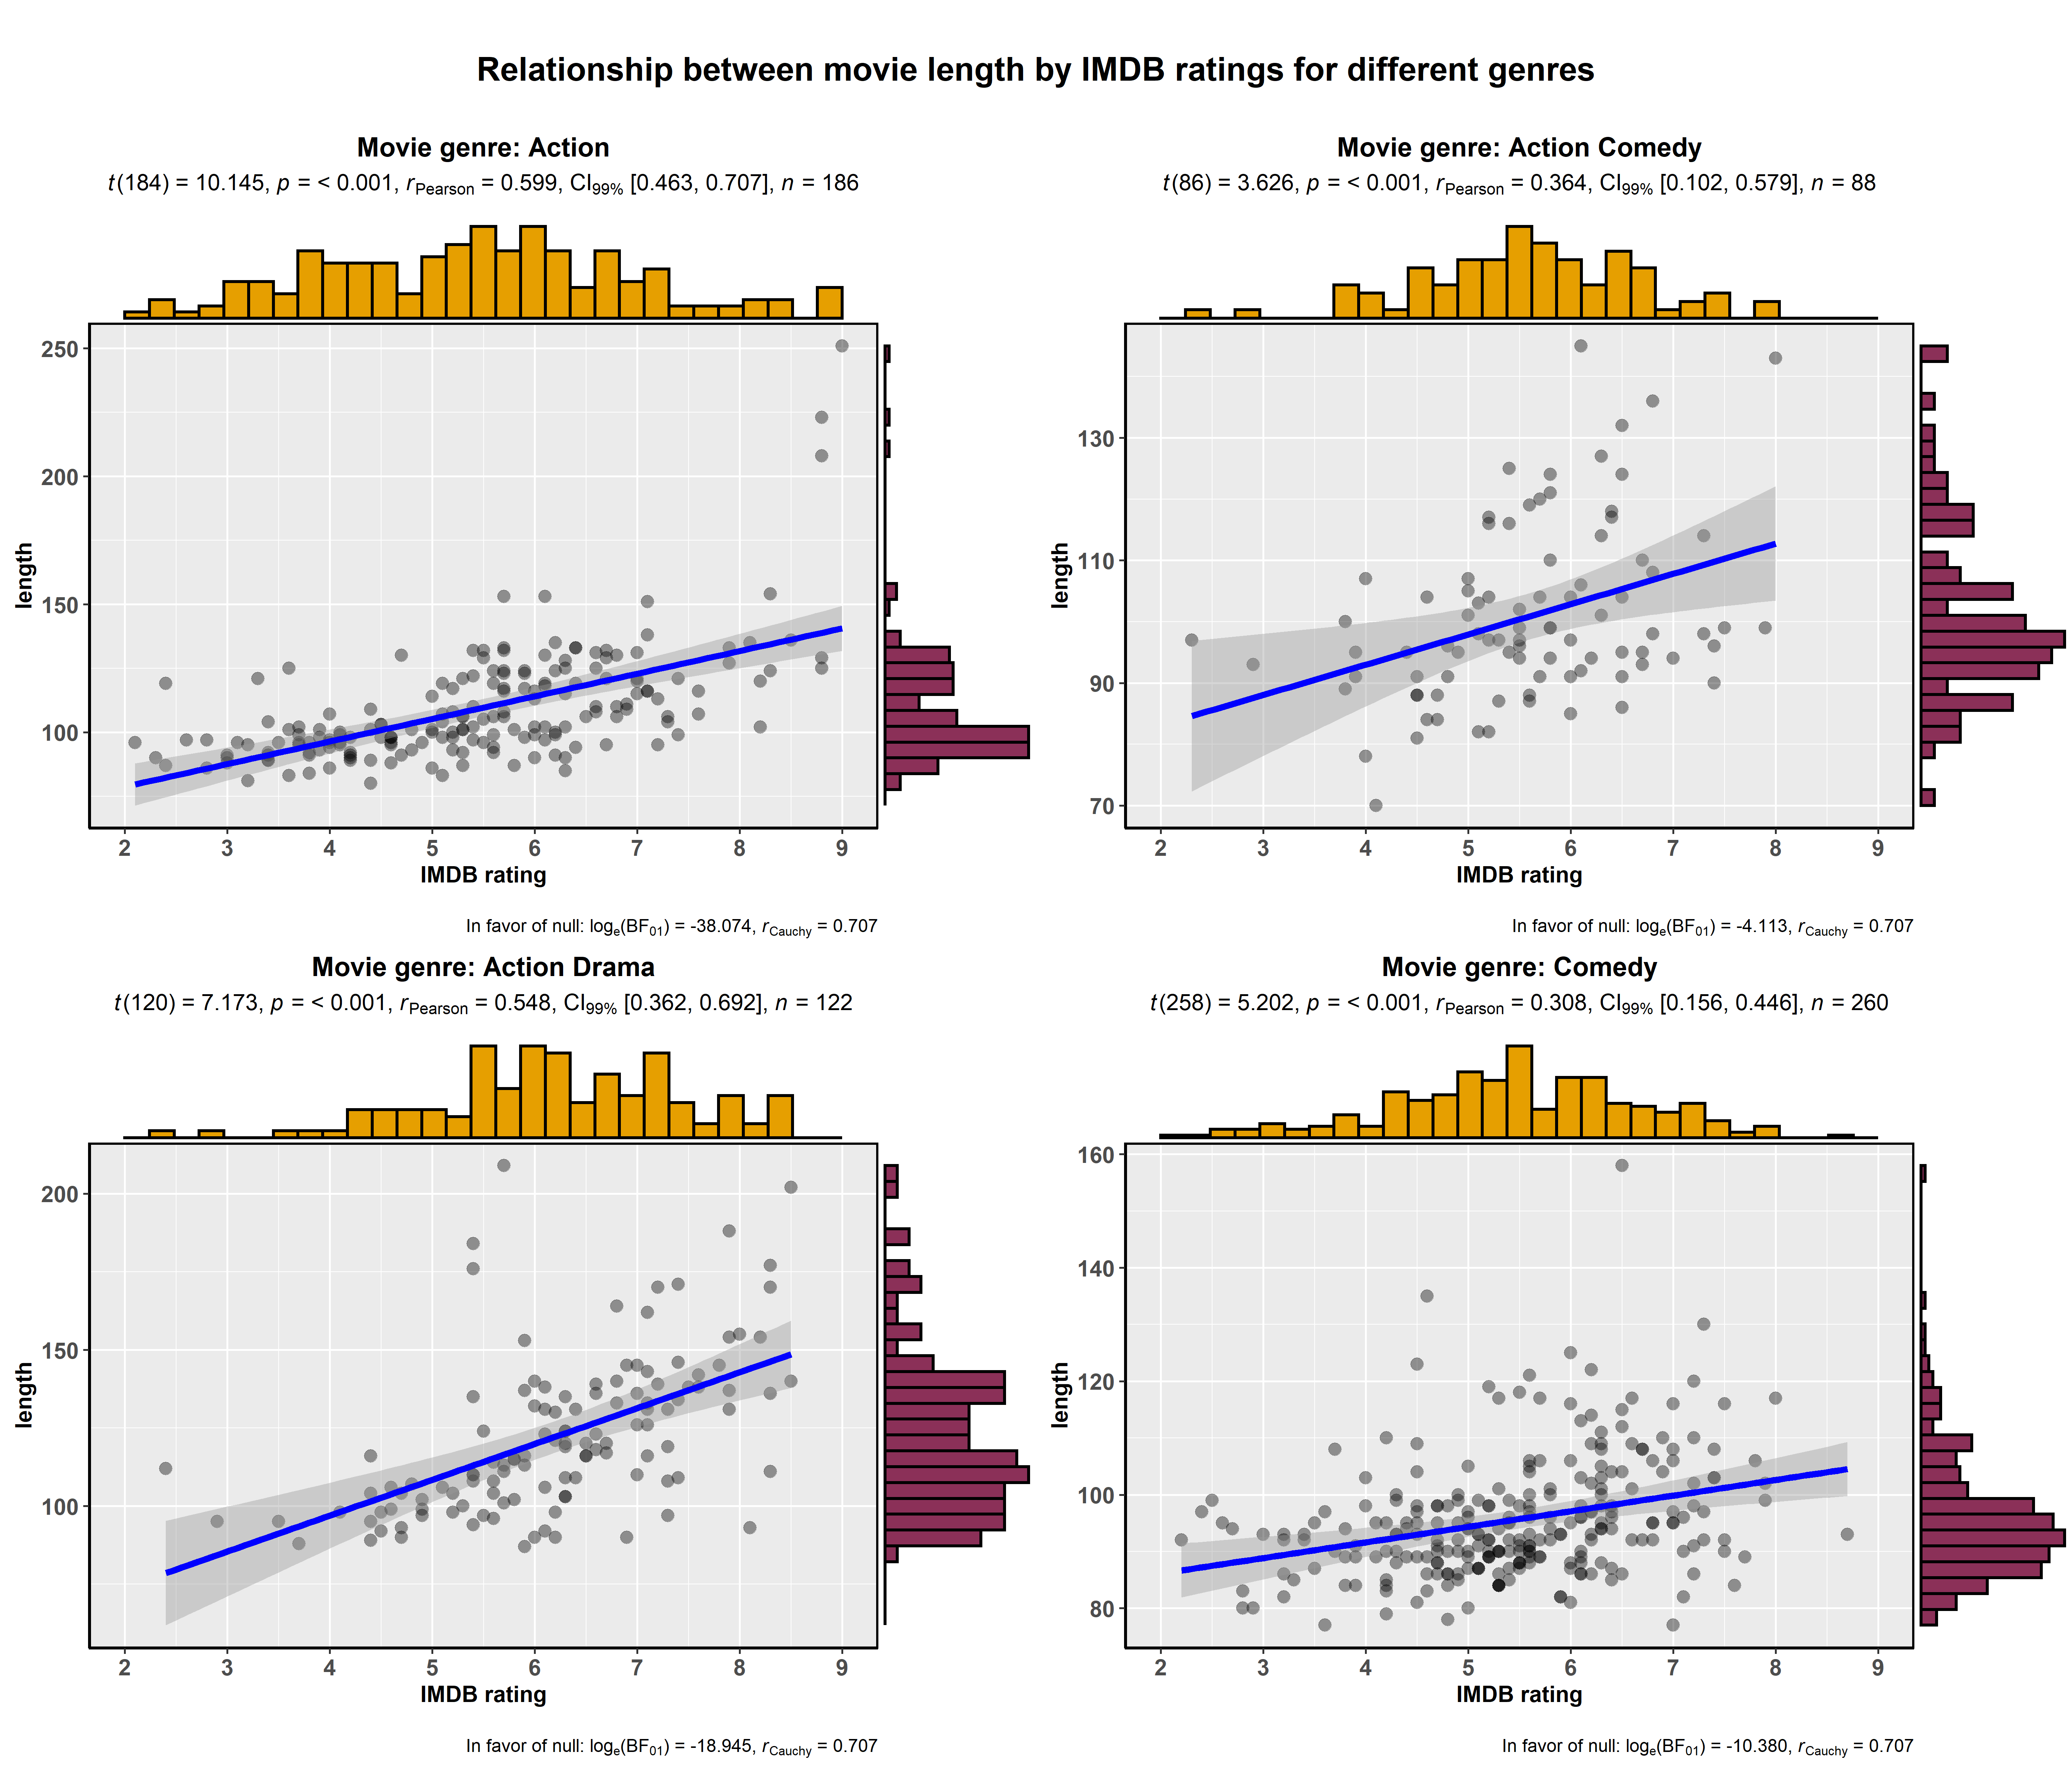 Relationship between movie length by IMDB ratings for different genres
Movie genre: Action
t(184) = 10.145, p = < 0.001, rPearson = 0.599, CI99% [0.463, 0.707], n = 186
250
200
150
100
length
2 3 4 5 6 7 8 9
IMDB rating
In favor of null: loge(BF01) = -38.074, rCauchy = 0.707
Movie genre: Action Comedy
t(86) = 3.626, p = < 0.001, rPearson = 0.364, CI99% [0.102, 0.579], n = 88
130
110
90
70
length
2 3 4 5 6 7 8 9
IMDB rating
In favor of null: loge(BF01) = -4.113, rCauchy = 0.707
Movie genre: Action Drama
t(120) = 7.173, p = < 0.001, rPearson = 0.548, CI99% [0.362, 0.692], n = 122
200
150
100
length
2 3 4 5 6 7 8 9
IMDB rating
In favor of null: loge(BF01) = -18.945, rCauchy = 0.707
Movie genre: Comedy
t(258) = 5.202, p = < 0.001, rPearson = 0.308, CI99% [0.156, 0.446], n = 260
160
140
120
100
80
length
2 3 4 5 6 7 8 9
IMDB rating
In favor of null: loge(BF01) = -10.380, rCauchy = 0.707